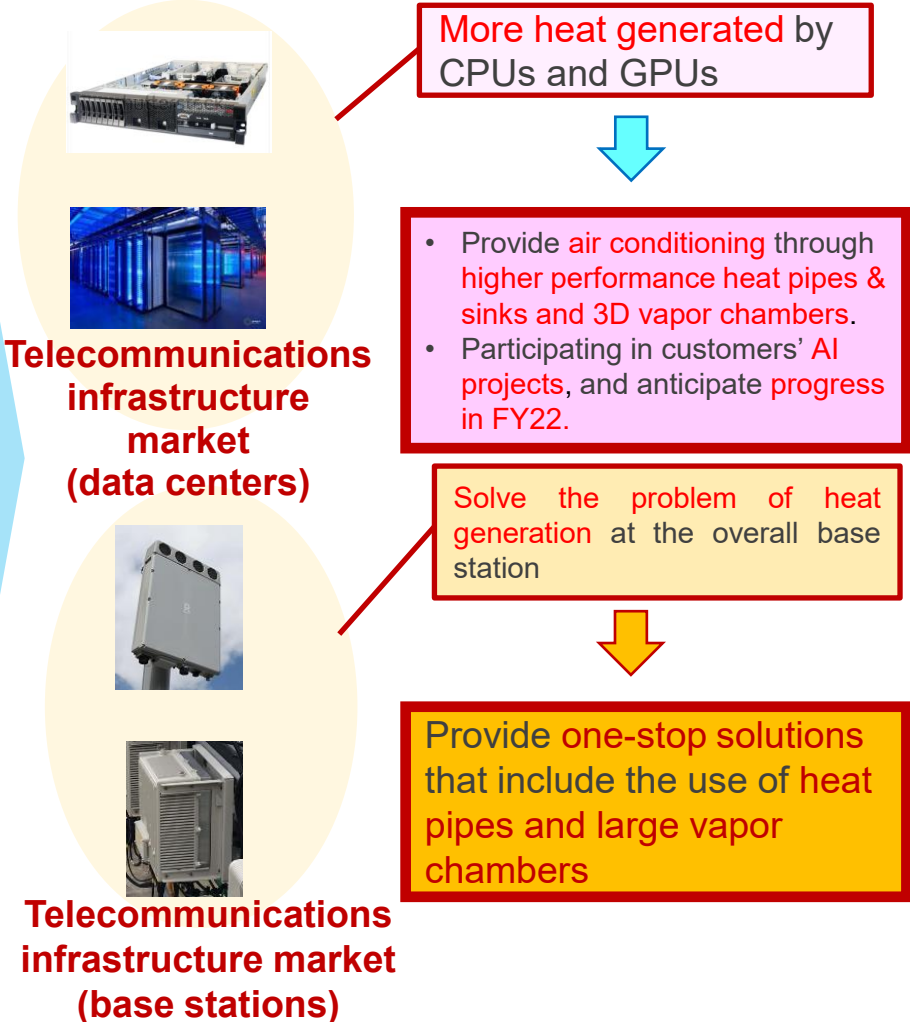 More heat generated by
CPUs and GPUs
• Provide air conditioning through
higher performance heat pipes &
sinks and 3D vapor chambers.
• Participating in customers’ AI
projects, and anticipate progress
in FY22.
Telecommunications
infrastructure
market
(data centers)
Solve the problem of heat
generation at the overall base
station
Provide one-stop solutions
that include the use of heat
pipes and large vapor
chambers
Telecommunications
infrastructure market
(base stations)